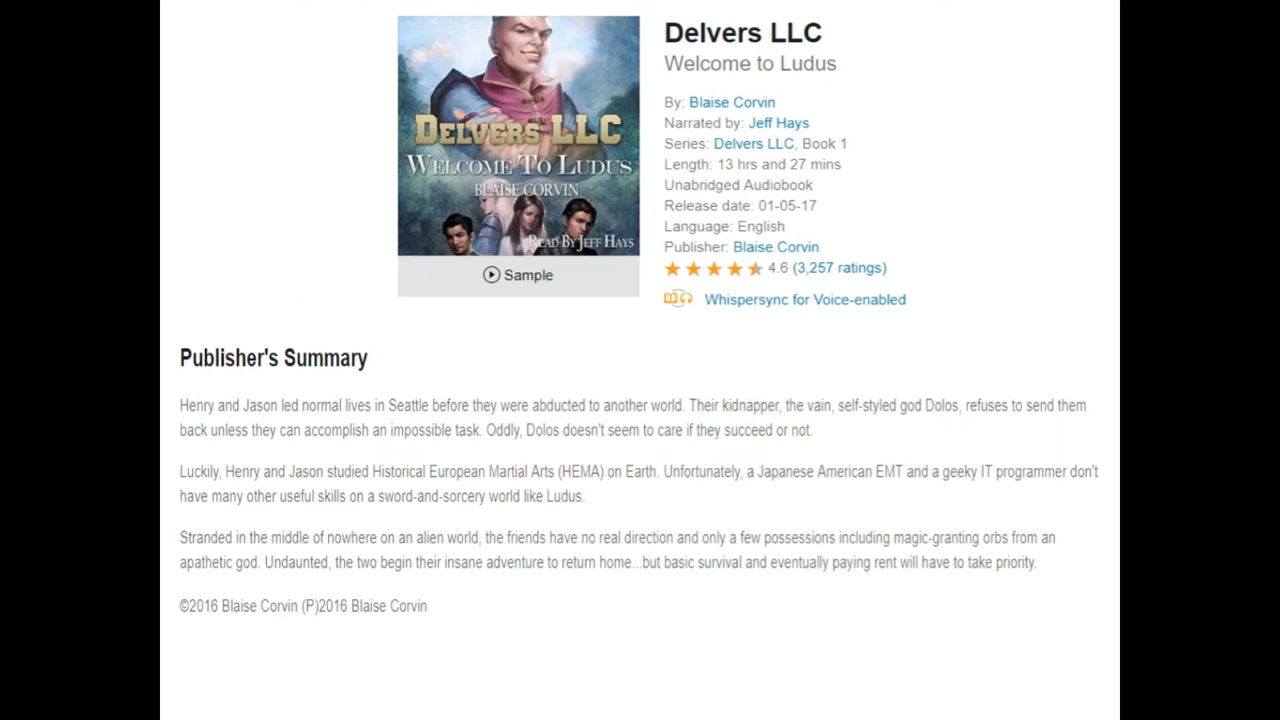 Delvers LLC
Welcome to Ludus
By: Blaise Corvin
Narrated by: Jeff Hays
Series: Delvers LLC, Book 1
Length: 13 hrs and 27 mins
Unabridged Audiobook
Release date: 01-05-17
Language: English
Publisher: Blaise Corvin
4.6 (3,257 ratings)
Whispersync for Voice-enabled
DELVERS LLC
WELCOME TO LUDUS
BLAISE CORVIN
READ BY JEFF HAYS
Sample
Publisher's Summary
Henry and Jason led normal lives in Seattle before they were abducted to another world. Their kidnapper, the vain, self-styled god Dolos, refuses to send them
back unless they can accomplish an impossible task. Oddly, Dolos doesn't seem to care if they succeed or not.
Luckily, Henry and Jason studied Historical European Martial Arts (HEMA) on Earth. Unfortunately, a Japanese American EMT and a geeky IT programmer don't
have many other useful skills on a sword-and-sorcery world like Ludus.
Stranded in the middle of nowhere on an alien world, the friends have no real direction and only a few possessions including magic-granting orbs from an
apathetic god. Undaunted, the two begin their insane adventure to return home...but basic survival and eventually paying rent will have to take priority.
©2016 Blaise Corvin (P)2016 Blaise Corvin